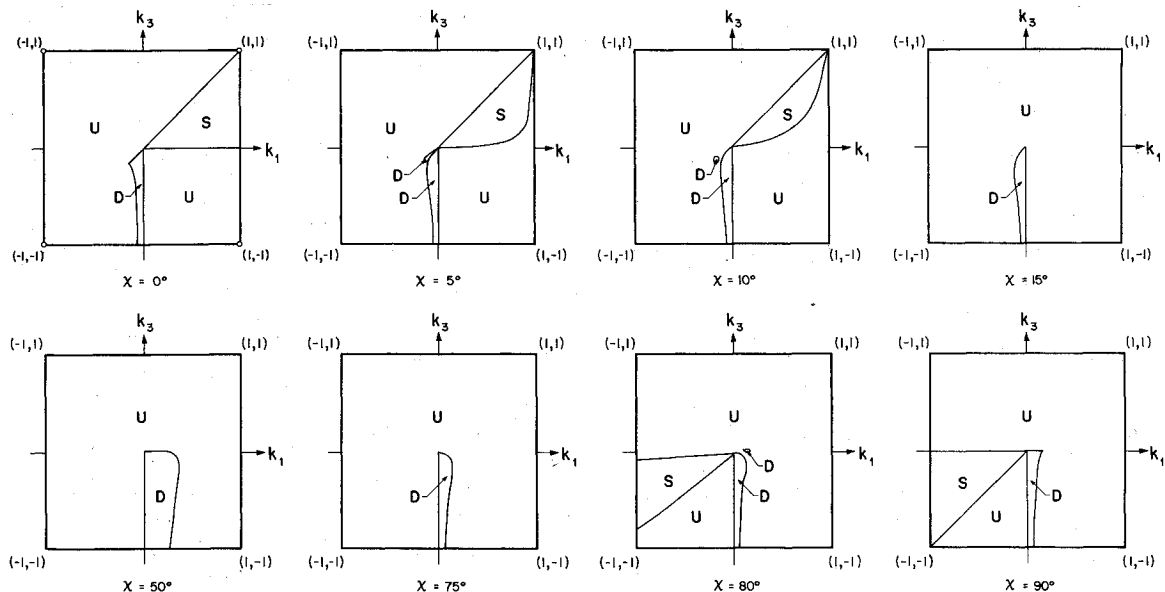 k₃
(-1,1)
(1,1)
U
S
k₁
D
U
(-1,-1)
(1,-1)
χ = 0°
k₃
(-1,1)
(1,1)
U
S
k₁
D
D
U
(-1,-1)
(1,-1)
χ = 5°
k₃
(-1,1)
(1,1)
U
S
k₁
D
D
U
(-1,-1)
(1,-1)
χ = 10°
k₃
(-1,1)
(1,1)
U
k₁
D
(-1,-1)
(1,-1)
χ = 15°
k₃
(-1,1)
(1,1)
U
k₁
D
(-1,-1)
(1,-1)
χ = 50°
k₃
(-1,1)
(1,1)
U
k₁
D
(-1,-1)
(1,-1)
χ = 75°
k₃
(-1,1)
(1,1)
U
k₁
D
S
D
U
(-1,-1)
(1,-1)
χ = 80°
k₃
(-1,1)
(1,1)
U
k₁
S
D
U
(-1,-1)
(1,-1)
χ = 90°